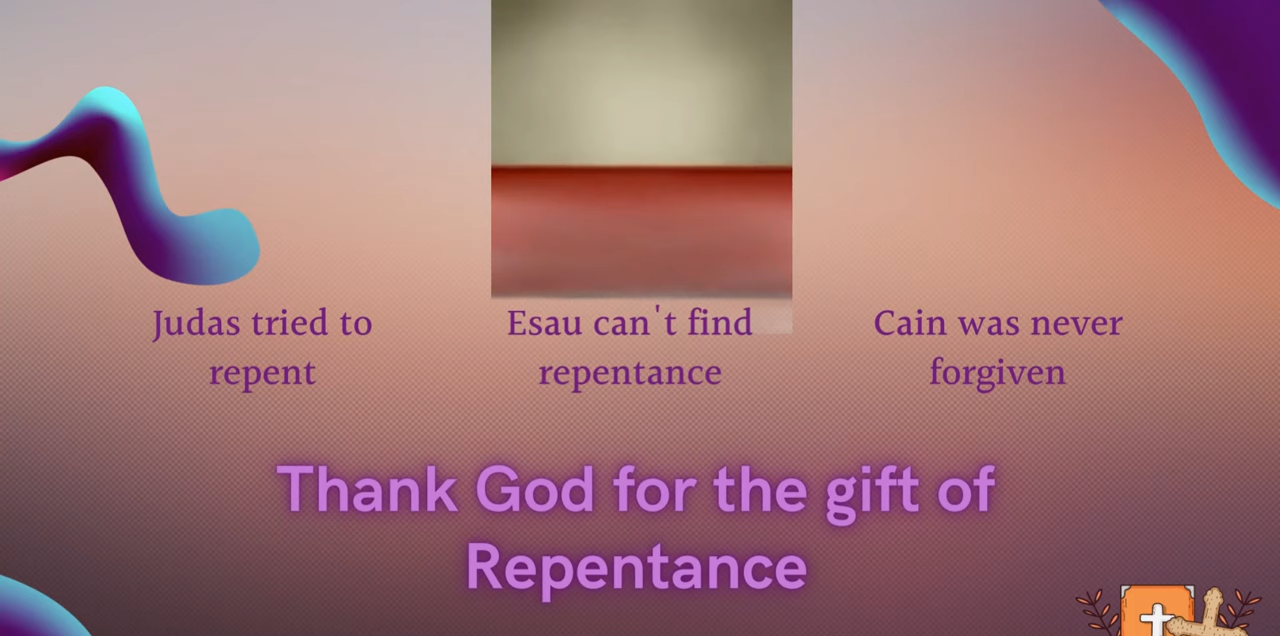 Judas tried to
repent
Esau can't find
repentance
Cain was never
forgiven
Thank God for the gift of
Repentance